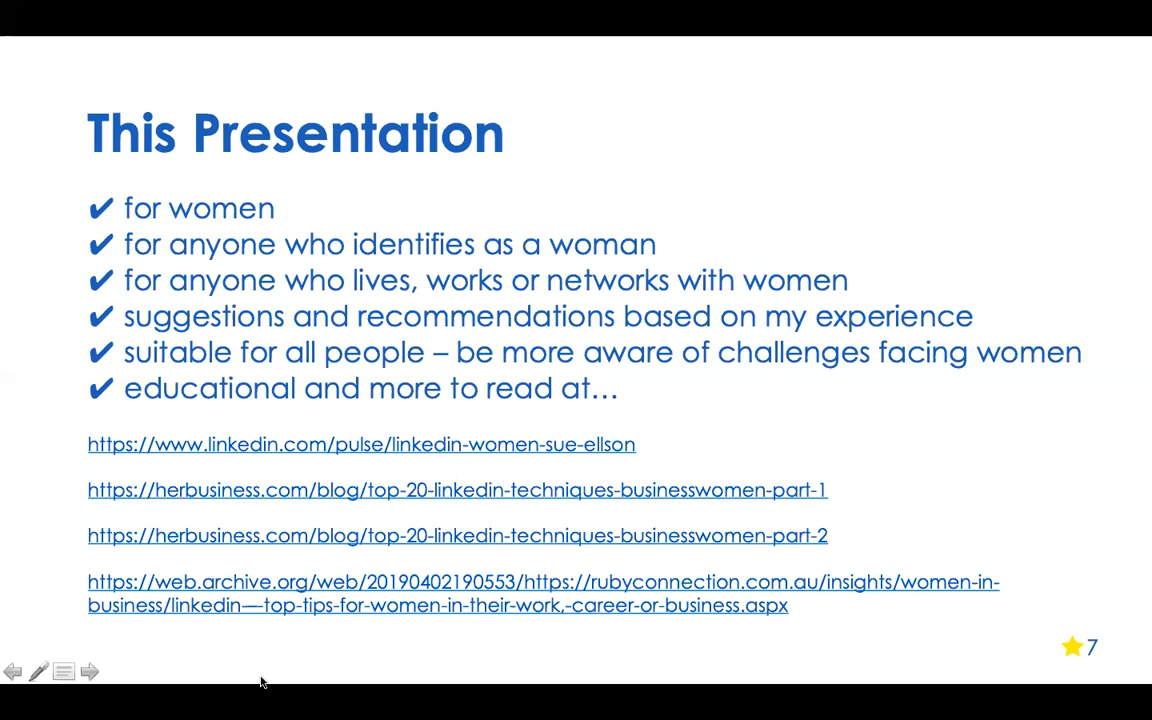 This Presentation
✔ for women
✔ for anyone who identifies as a woman
✔ for anyone who lives, works or networks with women
✔ suggestions and recommendations based on my experience
✔ suitable for all people – be more aware of challenges facing women
✔ educational and more to read at…
https://www.linkedin.com/pulse/linkedin-women-sue-ellson
https://herbusiness.com/blog/top-20-linkedin-techniques-businesswomen-part-1
https://herbusiness.com/blog/top-20-linkedin-techniques-businesswomen-part-2
https://web.archive.org/web/20190402190553/https://rubyconnection.com.au/insights/women-in-
business/linkedin-–-top-tips-for-women-in-their-work,-career-or-business.aspx
7